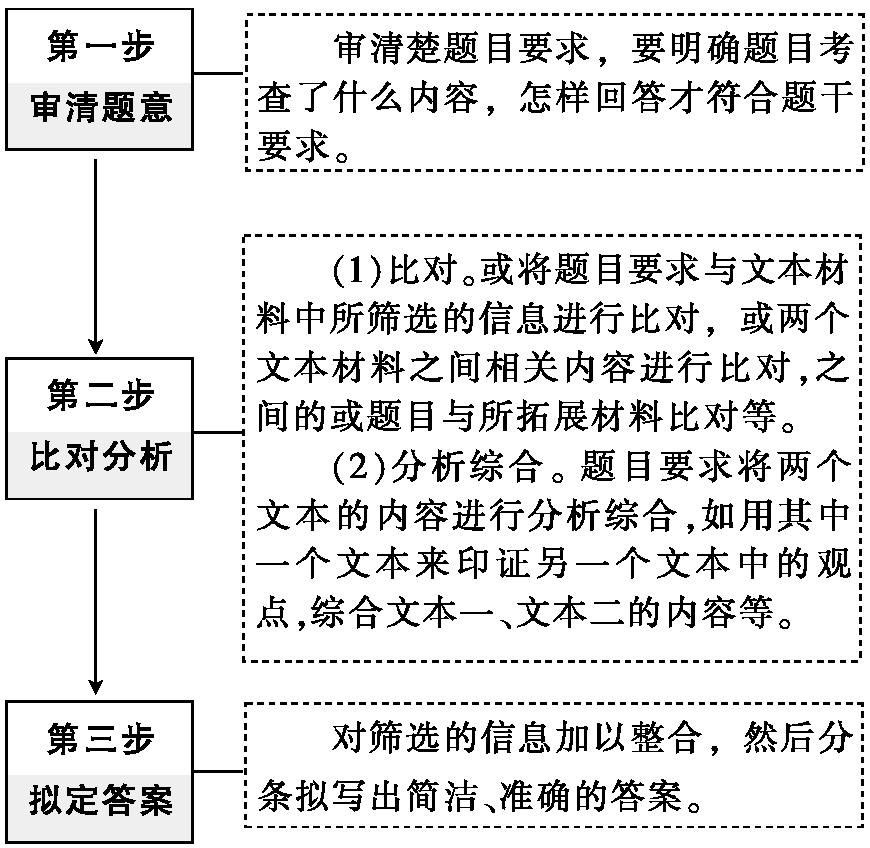 第一步
审清题意
审清楚题目要求，要明确题目考
查了什么内容，怎样回答才符合题干
要求。
第二步
比对分析
(1)比对。或将题目要求与文本材
料中所筛选的信息进行比对，或两个
文本材料之间相关内容进行比对,之
间的或题目与所拓展材料比对等。
(2)分析综合。题目要求将两个
文本的内容进行分析综合,如用其中
一个文本来印证另一个文本中的观
点,综合文本一、文本二的内容等。
第三步
拟定答案
对筛选的信息加以整合，然后分
条拟写出简洁、准确的答案。